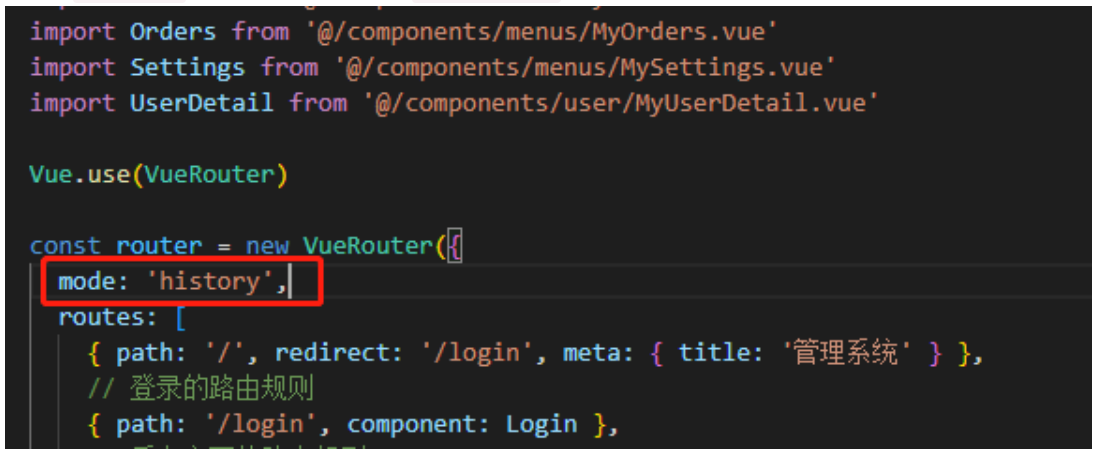 import Orders from '@/components/menus/MyOrders.vue'
import Settings from '@/components/menus/MySettings.vue'
import UserDetail from '@/components/user/MyUserDetail.vue'
Vue.use(VueRouter)
const router = new VueRouter({
mode: 'history',
routes: [
{ path: '/', redirect: '/login', meta: { title: '管理系统' } },
// 登录的路由规则
{ path: '/login', component: Login },